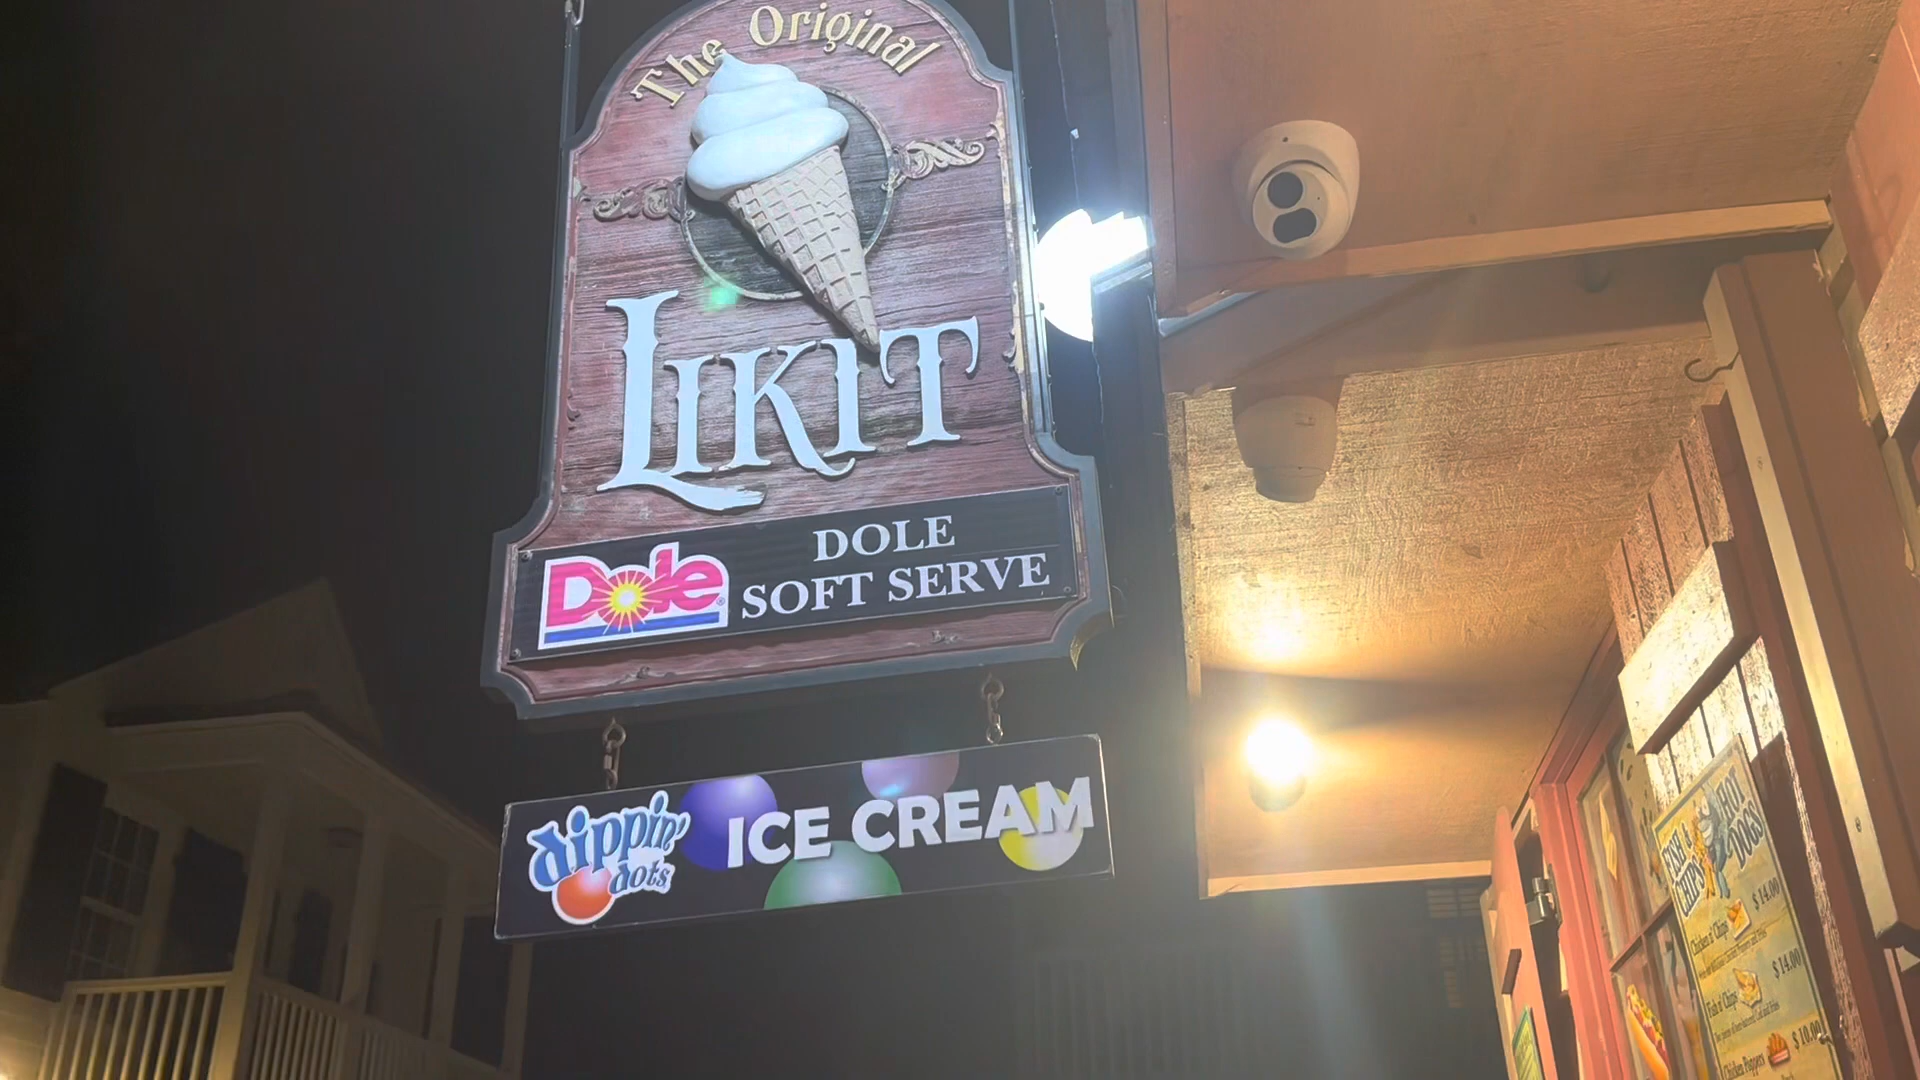 The Original
LIKIT
Dole
DOLE
SOFT SERVE
dippin'
dots
ICE CREAM
FISH &
CHIPS
HOT
DOGS
$14.00
Chicken n' Chips
$14.00
Fish n' Chips
$10.00
Chicken Poppers